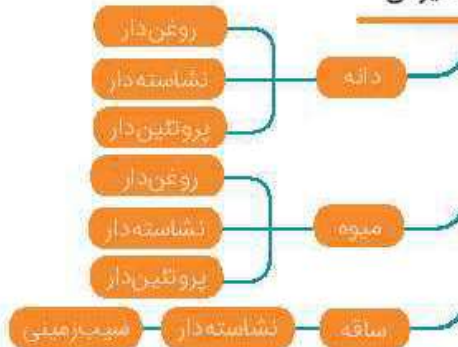 روغن‌دار
دانه
نشاسته‌دار
پروتئین‌دار
روغن‌دار
میوه
نشاسته‌دار
پروتئین‌دار
ساقه
نشاسته‌دار
سیب‌زمینی